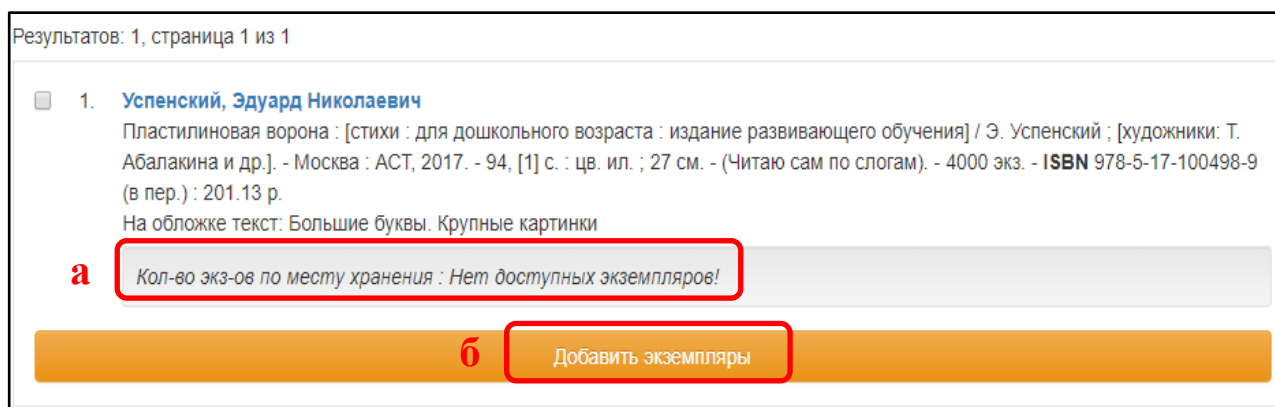 Результатов: 1, страница 1 из 1
1. Успенский, Эдуард Николаевич
Пластилиновая ворона : [стихи : для дошкольного возраста : издание развивающего обучения] / Э. Успенский ; [художники: Т.
Абалакина и др.]. - Москва : АСТ, 2017. - 94, [1] с. : цв. ил. ; 27 см. - (Читаю сам по слогам). - 4000 экз. - ISBN 978-5-17-100498-9
(в пер.) : 201.13 р.
На обложке текст: Большие буквы. Крупные картинки
а Кол-во экз-ов по месту хранения : Нет доступных экземпляров!
б Добавить экземпляры